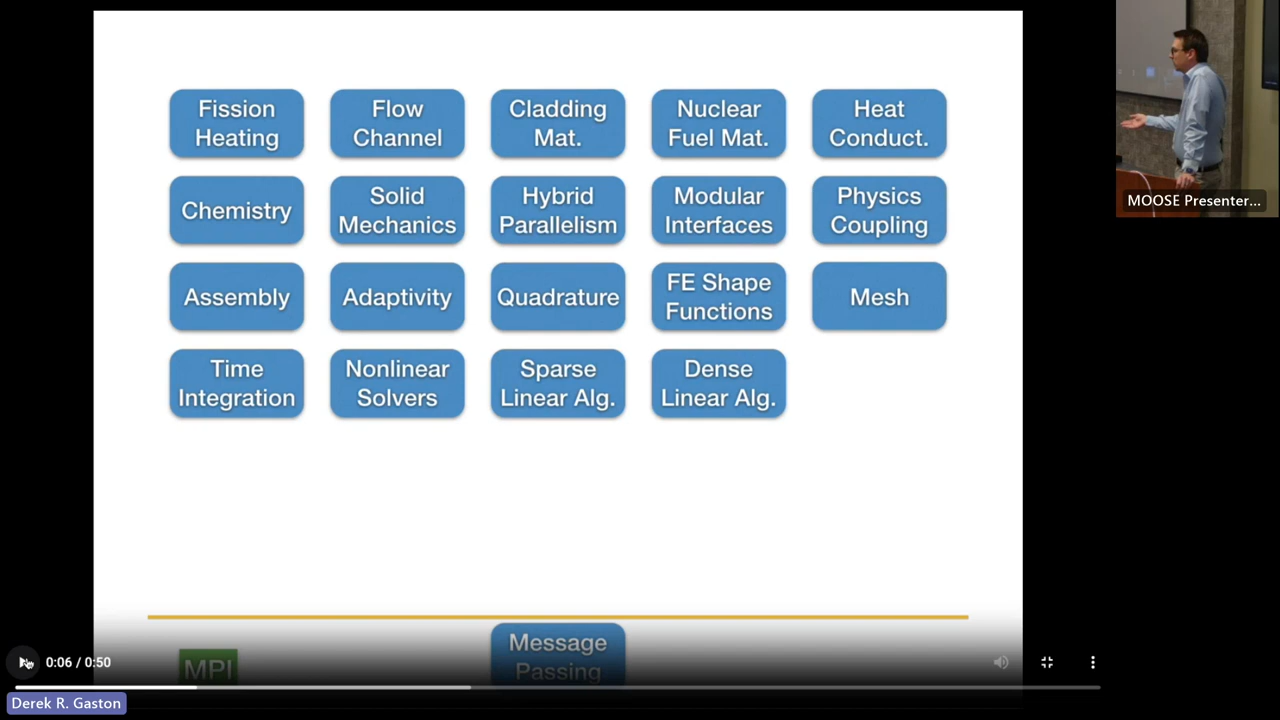 Fission
Heating
Flow
Channel
Cladding
Mat.
Nuclear
Fuel Mat.
Heat
Conduct.
Chemistry
Solid
Mechanics
Hybrid
Parallelism
Modular
Interfaces
Physics
Coupling
Assembly
Adaptivity
Quadrature
FE Shape
Functions
Mesh
Time
Integration
Nonlinear
Solvers
Sparse
Linear Alg.
Dense
Linear Alg.
MPI
Message
Passing
0:06 / 0:50
Derek R. Gaston
MOOSE Presenter...